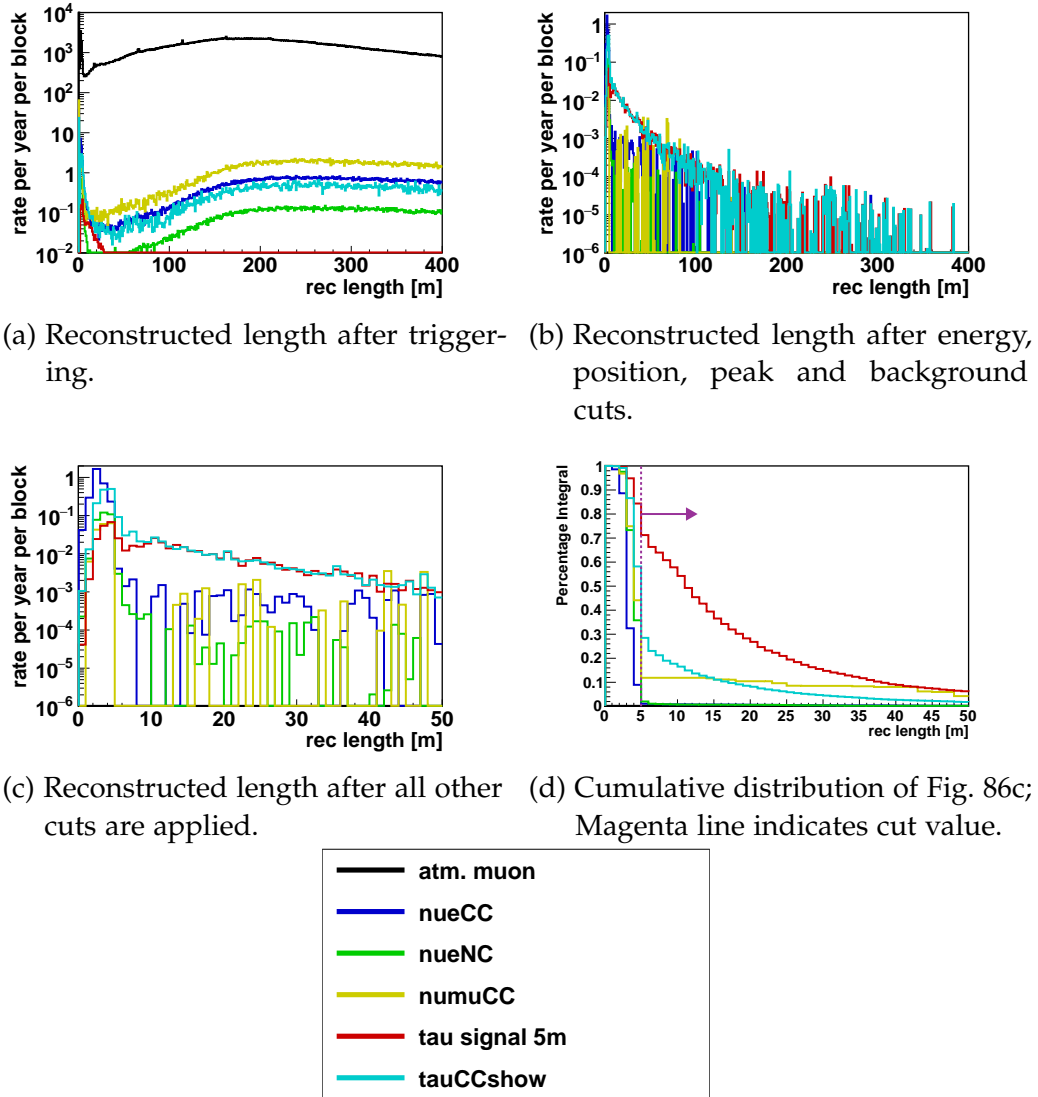 rate per year per block
10⁴
10³
10²
10
1
10⁻¹
10⁻²
0 100 200 300 400
rec length [m]
rate per year per block
1
10⁻¹
10⁻²
10⁻³
10⁻⁴
10⁻⁵
10⁻⁶
0 100 200 300 400
rec length [m]
(a) Reconstructed length after trigger-
ing.
(b) Reconstructed length after energy,
position, peak and background
cuts.
rate per year per block
1
10⁻¹
10⁻²
10⁻³
10⁻⁴
10⁻⁵
10⁻⁶
0 10 20 30 40 50
rec length [m]
Percentage Integral
1
0.9
0.8
0.7
0.6
0.5
0.4
0.3
0.2
0.1
0
0 5 10 15 20 25 30 35 40 45 50
rec length [m]
(c) Reconstructed length after all other
cuts are applied.
(d) Cumulative distribution of Fig. 86c;
Magenta line indicates cut value.
atm. muon
nueCC
nueNC
numuCC
tau signal 5m
tauCCshow